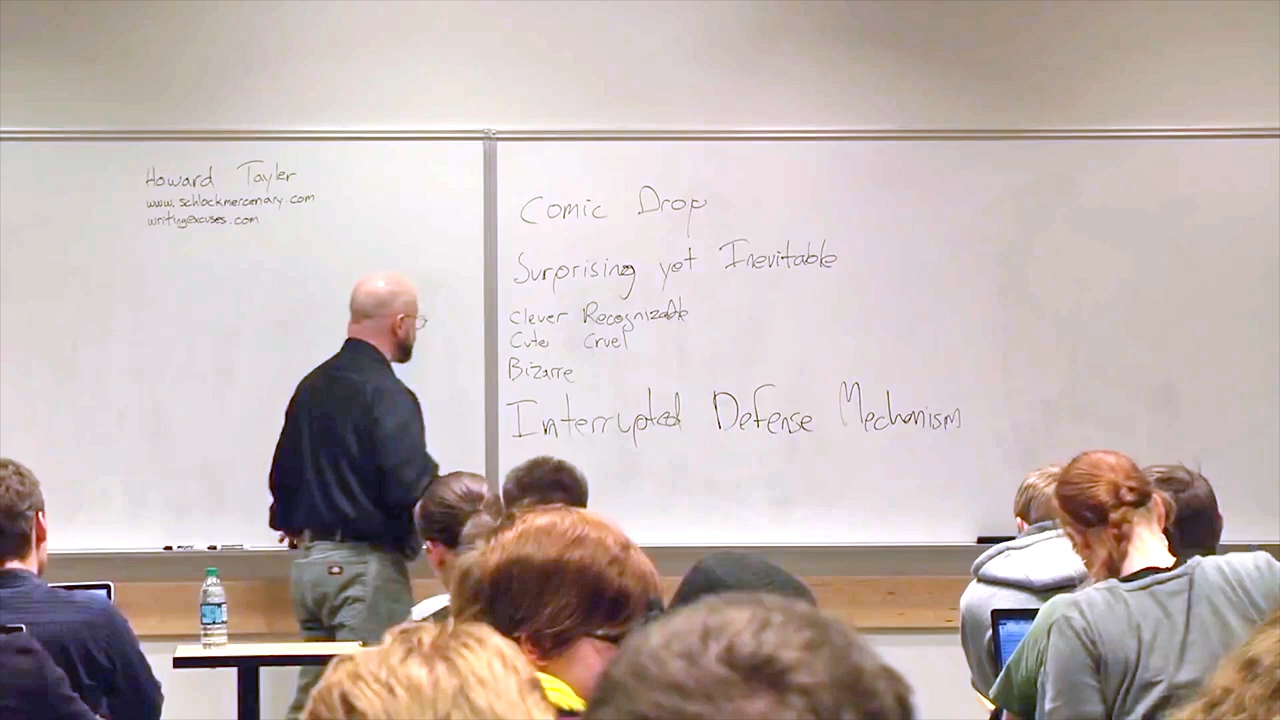 Howard Tayler
www.schlockmercenary.com
writingexcuses.com
Comic Drop
Surprising yet Inevitable
Clever Recognizable
Cute Cruel
Bizarre
Interrupted Defense Mechanism